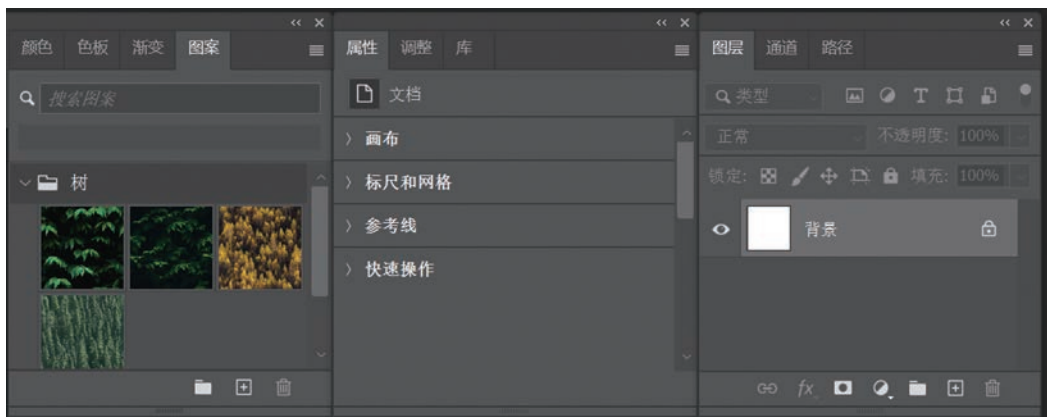 颜色 色板 渐变 图案
搜索图案
树
属性 调整 库
文档
画布
标尺和网格
参考线
快速操作
图层 通道 路径
类型
正常 不透明度: 100%
锁定: 填充: 100%
背景
fx